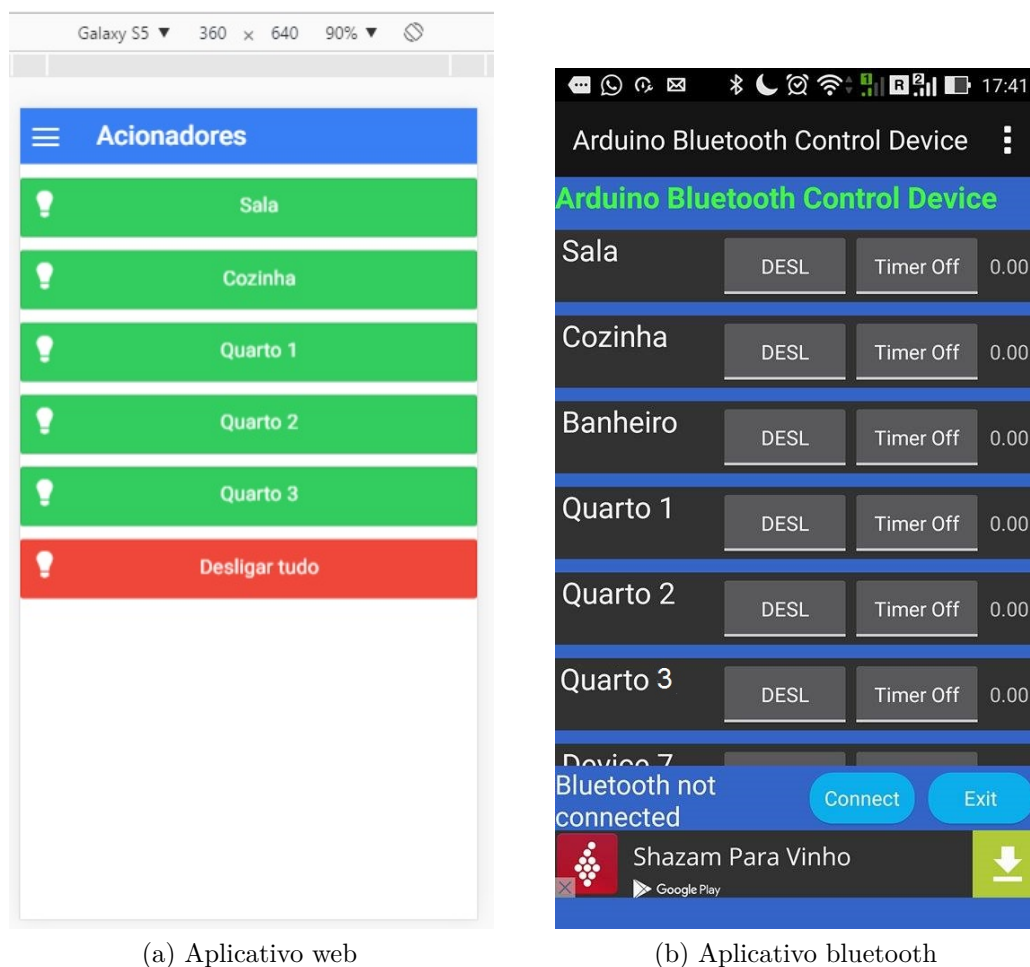 Galaxy S5 ▼ 360 × 640 90% ▼
Acionadores
Sala
Cozinha
Quarto 1
Quarto 2
Quarto 3
Desligar tudo
(a) Aplicativo web
1 R 2 17:41
Arduino Bluetooth Control Device
Arduino Bluetooth Control Device
Sala DESL Timer Off 0.00
Cozinha DESL Timer Off 0.00
Banheiro DESL Timer Off 0.00
Quarto 1 DESL Timer Off 0.00
Quarto 2 DESL Timer Off 0.00
Quarto 3 DESL Timer Off 0.00
Device 7
Bluetooth not
connected
Connect Exit
Shazam Para Vinho
Google Play
(b) Aplicativo bluetooth